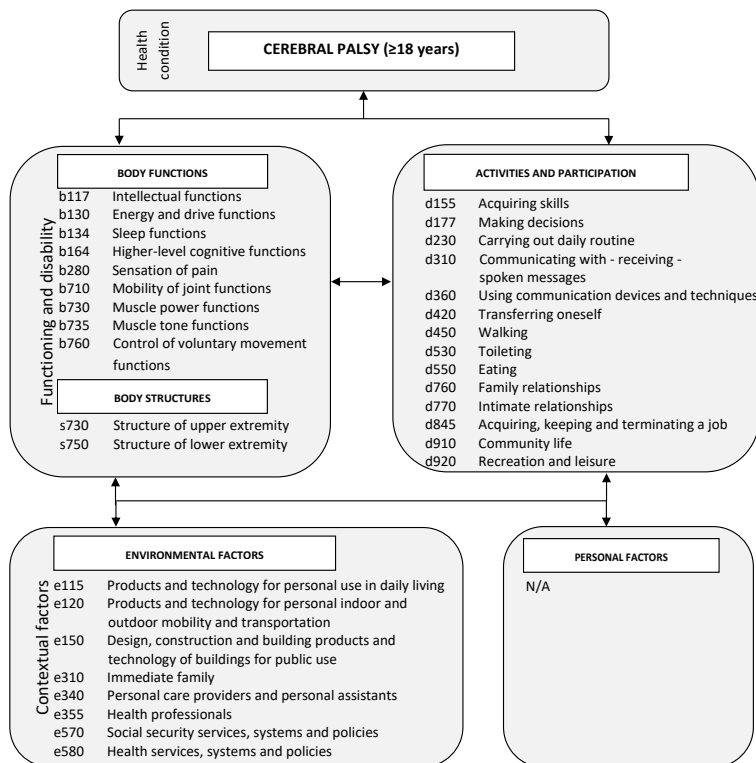 Health
condition
CEREBRAL PALSY (≥18 years)
Functioning and disability
BODY FUNCTIONS
b117 Intellectual functions
b130 Energy and drive functions
b134 Sleep functions
b164 Higher-level cognitive functions
b280 Sensation of pain
b710 Mobility of joint functions
b730 Muscle power functions
b735 Muscle tone functions
b760 Control of voluntary movement
functions
BODY STRUCTURES
s730 Structure of upper extremity
s750 Structure of lower extremity
ACTIVITIES AND PARTICIPATION
d155 Acquiring skills
d177 Making decisions
d230 Carrying out daily routine
d310 Communicating with - receiving -
spoken messages
d360 Using communication devices and techniques
d420 Transferring oneself
d450 Walking
d530 Toileting
d550 Eating
d760 Family relationships
d770 Intimate relationships
d845 Acquiring, keeping and terminating a job
d910 Community life
d920 Recreation and leisure
Contextual factors
ENVIRONMENTAL FACTORS
e115 Products and technology for personal use in daily living
e120 Products and technology for personal indoor and
outdoor mobility and transportation
e150 Design, construction and building products and
technology of buildings for public use
e310 Immediate family
e340 Personal care providers and personal assistants
e355 Health professionals
e570 Social security services, systems and policies
e580 Health services, systems and policies
PERSONAL FACTORS
N/A